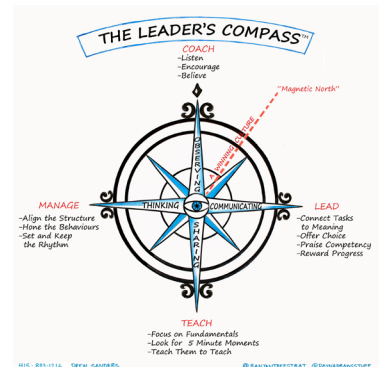 THE LEADER'S COMPASS™
COACH
-Listen
-Encourage
-Believe
"Magnetic North"
A WINNING CULTURE
OBSERVING
THINKING
COMMUNICATING
SHARING
MANAGE
-Align the Structure
-Hone the Behaviours
-Set and Keep
the Rhythm
LEAD
-Connect Tasks
to Meaning
-Offer Choice
-Praise Competency
-Reward Progress
TEACH
-Focus on Fundamentals
-Look for 5 Minute Moments
-Teach Them to Teach